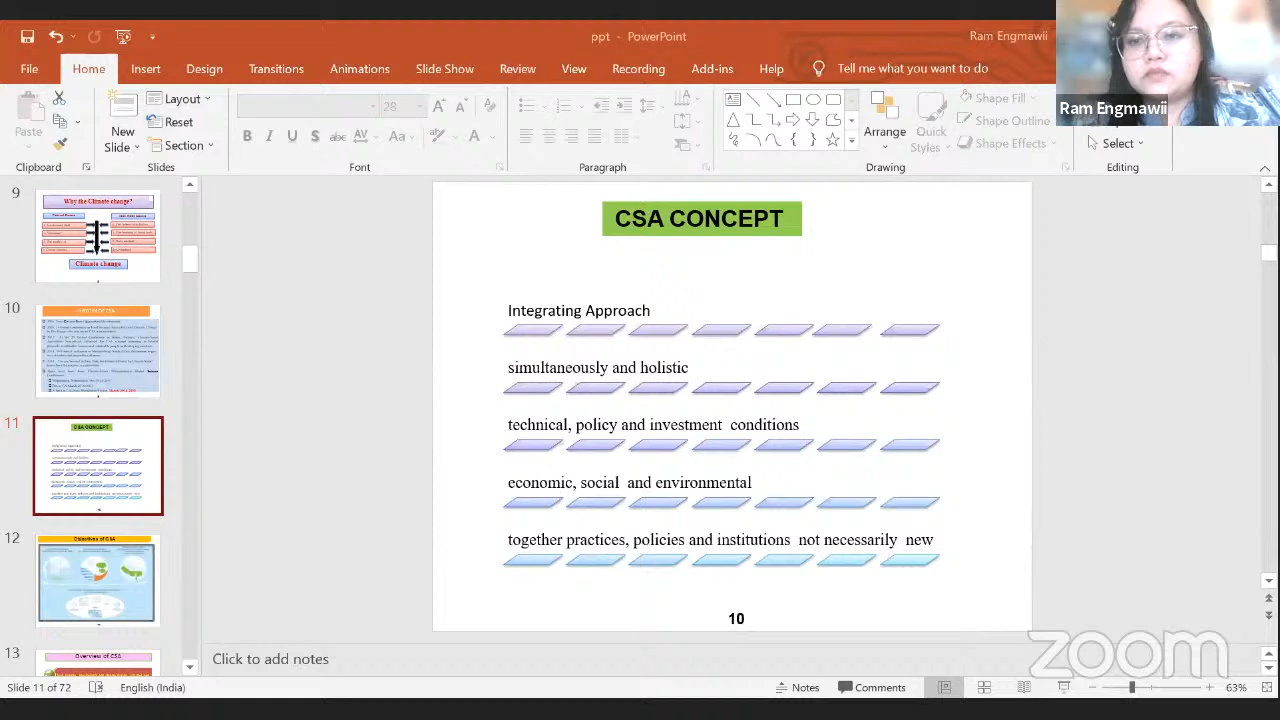 ppt - PowerPoint
Ram Engmawii
File
Home
Insert
Design
Transitions
Animations
Slide Show
Review
View
Recording
Add-ins
Help
Tell me what you want to do
Ram Engmawii
Paste
New
Slide
Layout
Reset
Section
28
B I U S abc AV Aa A
Arrange
Quick
Styles
Shape Fill
Shape Outline
Shape Effects
Select
Clipboard
Slides
Font
Paragraph
Drawing
Editing
9
Why the Climate change?
Climate change
10
11
CSA CONCEPT
12
Objectives of CSA
13
Overview of CSA
CSA CONCEPT
Integrating Approach
simultaneously and holistic
technical, policy and investment conditions
economic, social and environmental
together practices, policies and institutions not necessarily new
10
Click to add notes
zoom
Slide 11 of 72
English (India)
Notes
Comments
63%